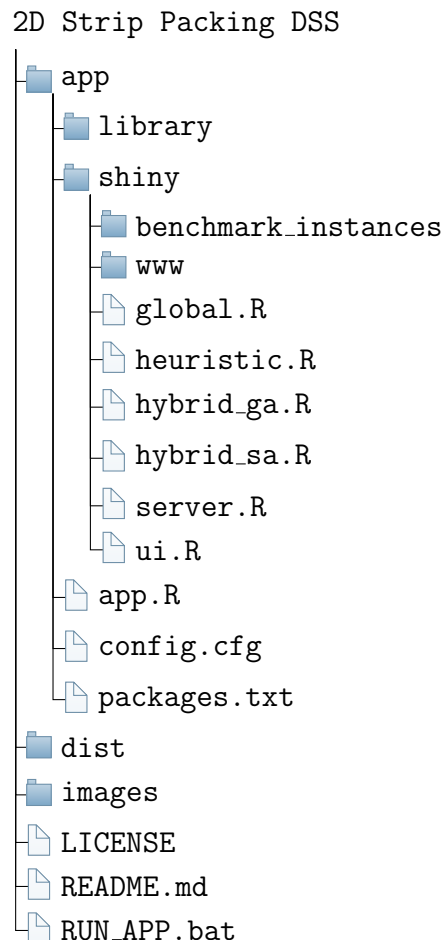 2D Strip Packing DSS
app
library
shiny
benchmark_instances
www
global.R
heuristic.R
hybrid_ga.R
hybrid_sa.R
server.R
ui.R
app.R
config.cfg
packages.txt
dist
images
LICENSE
README.md
RUN_APP.bat